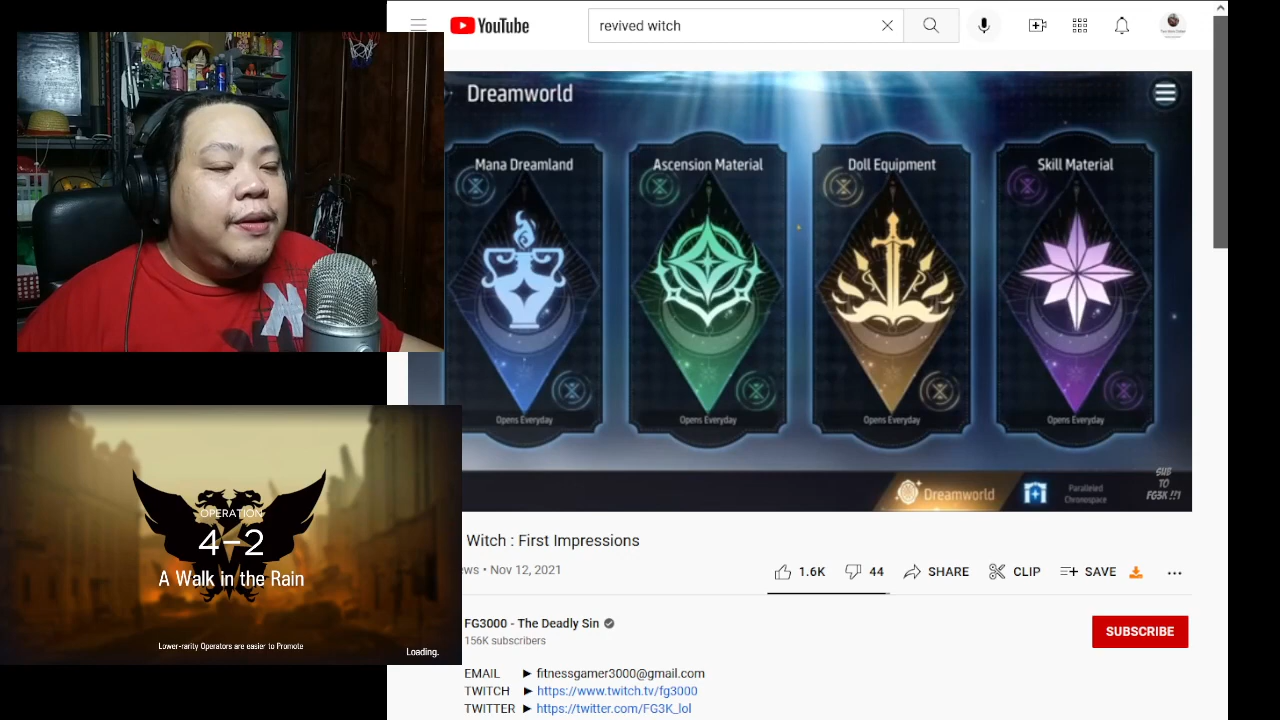 YouTube
revived witch
Dreamworld
Mana Dreamland
Ascension Material
Doll Equipment
Skill Material
Opens Everyday
Opens Everyday
Opens Everyday
Opens Everyday
Dreamworld
Paralleled
Chronospace
SUB
TO
FG3K !!1
Witch : First Impressions
ews • Nov 12, 2021
1.6K
44
SHARE
CLIP
SAVE
FG3000 - The Deadly Sin
156K subscribers
SUBSCRIBE
EMAIL ► fitnessgamer3000@gmail.com
TWITCH ► https://www.twitch.tv/fg3000
TWITTER ► https://twitter.com/FG3K_lol
OPERATION
4-2
A Walk in the Rain
Lower-rarity Operators are easier to Promote
Loading.